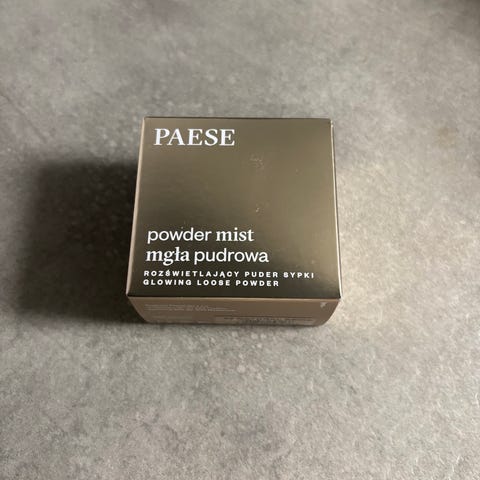 PAESE
powder mist
mgła pudrowa
ROZŚWIETLAJĄCY PUDER SYPKI
GLOWING LOOSE POWDER